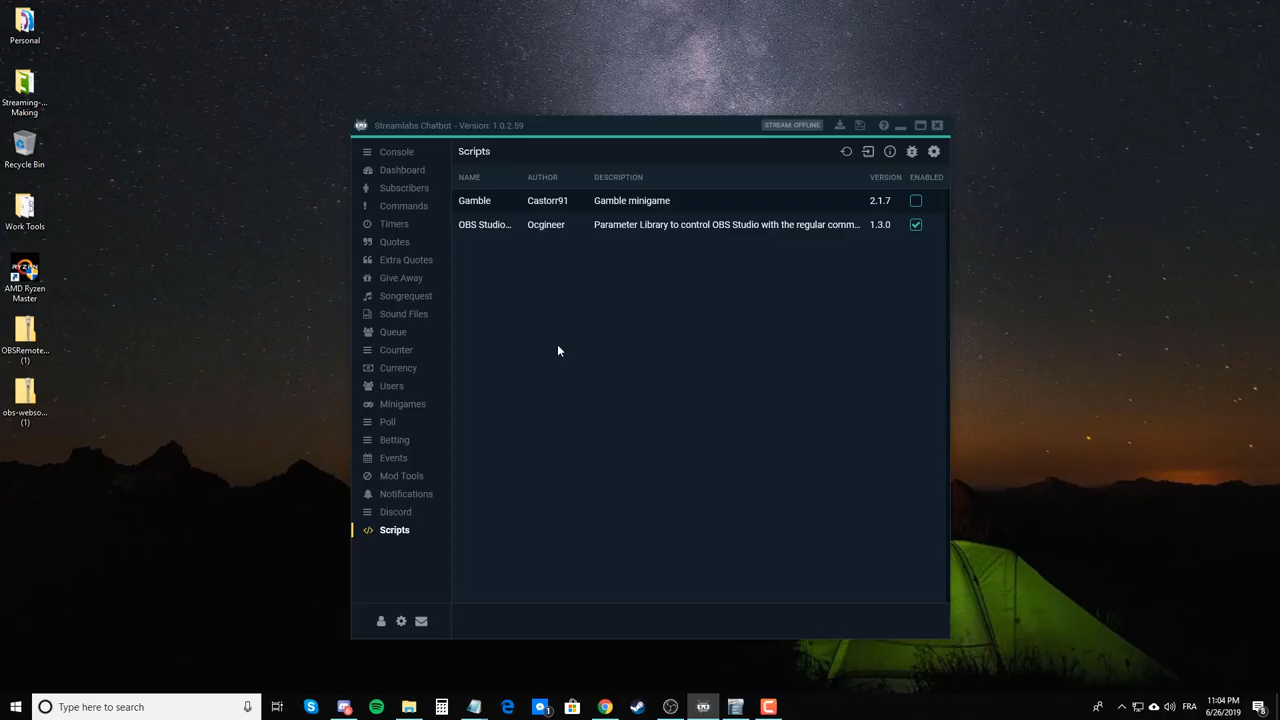 Personal
Streaming-...
Making
Recycle Bin
Work Tools
AMD Ryzen
Master
OBSRemote...
(1)
obs-webso...
(1)
Streamlabs Chatbot - Version: 1.0.2.59
STREAM: OFFLINE
Console
Dashboard
Subscribers
Commands
Timers
Quotes
Extra Quotes
Give Away
Songrequest
Sound Files
Queue
Counter
Currency
Users
Minigames
Poll
Betting
Events
Mod Tools
Notifications
Discord
Scripts
Scripts
NAME AUTHOR DESCRIPTION VERSION ENABLED
Gamble Castorr91 Gamble minigame 2.1.7
OBS Studio... Ocgineer Parameter Library to control OBS Studio with the regular comm... 1.3.0
Type here to search
FRA
11:04 PM
6/26/2019